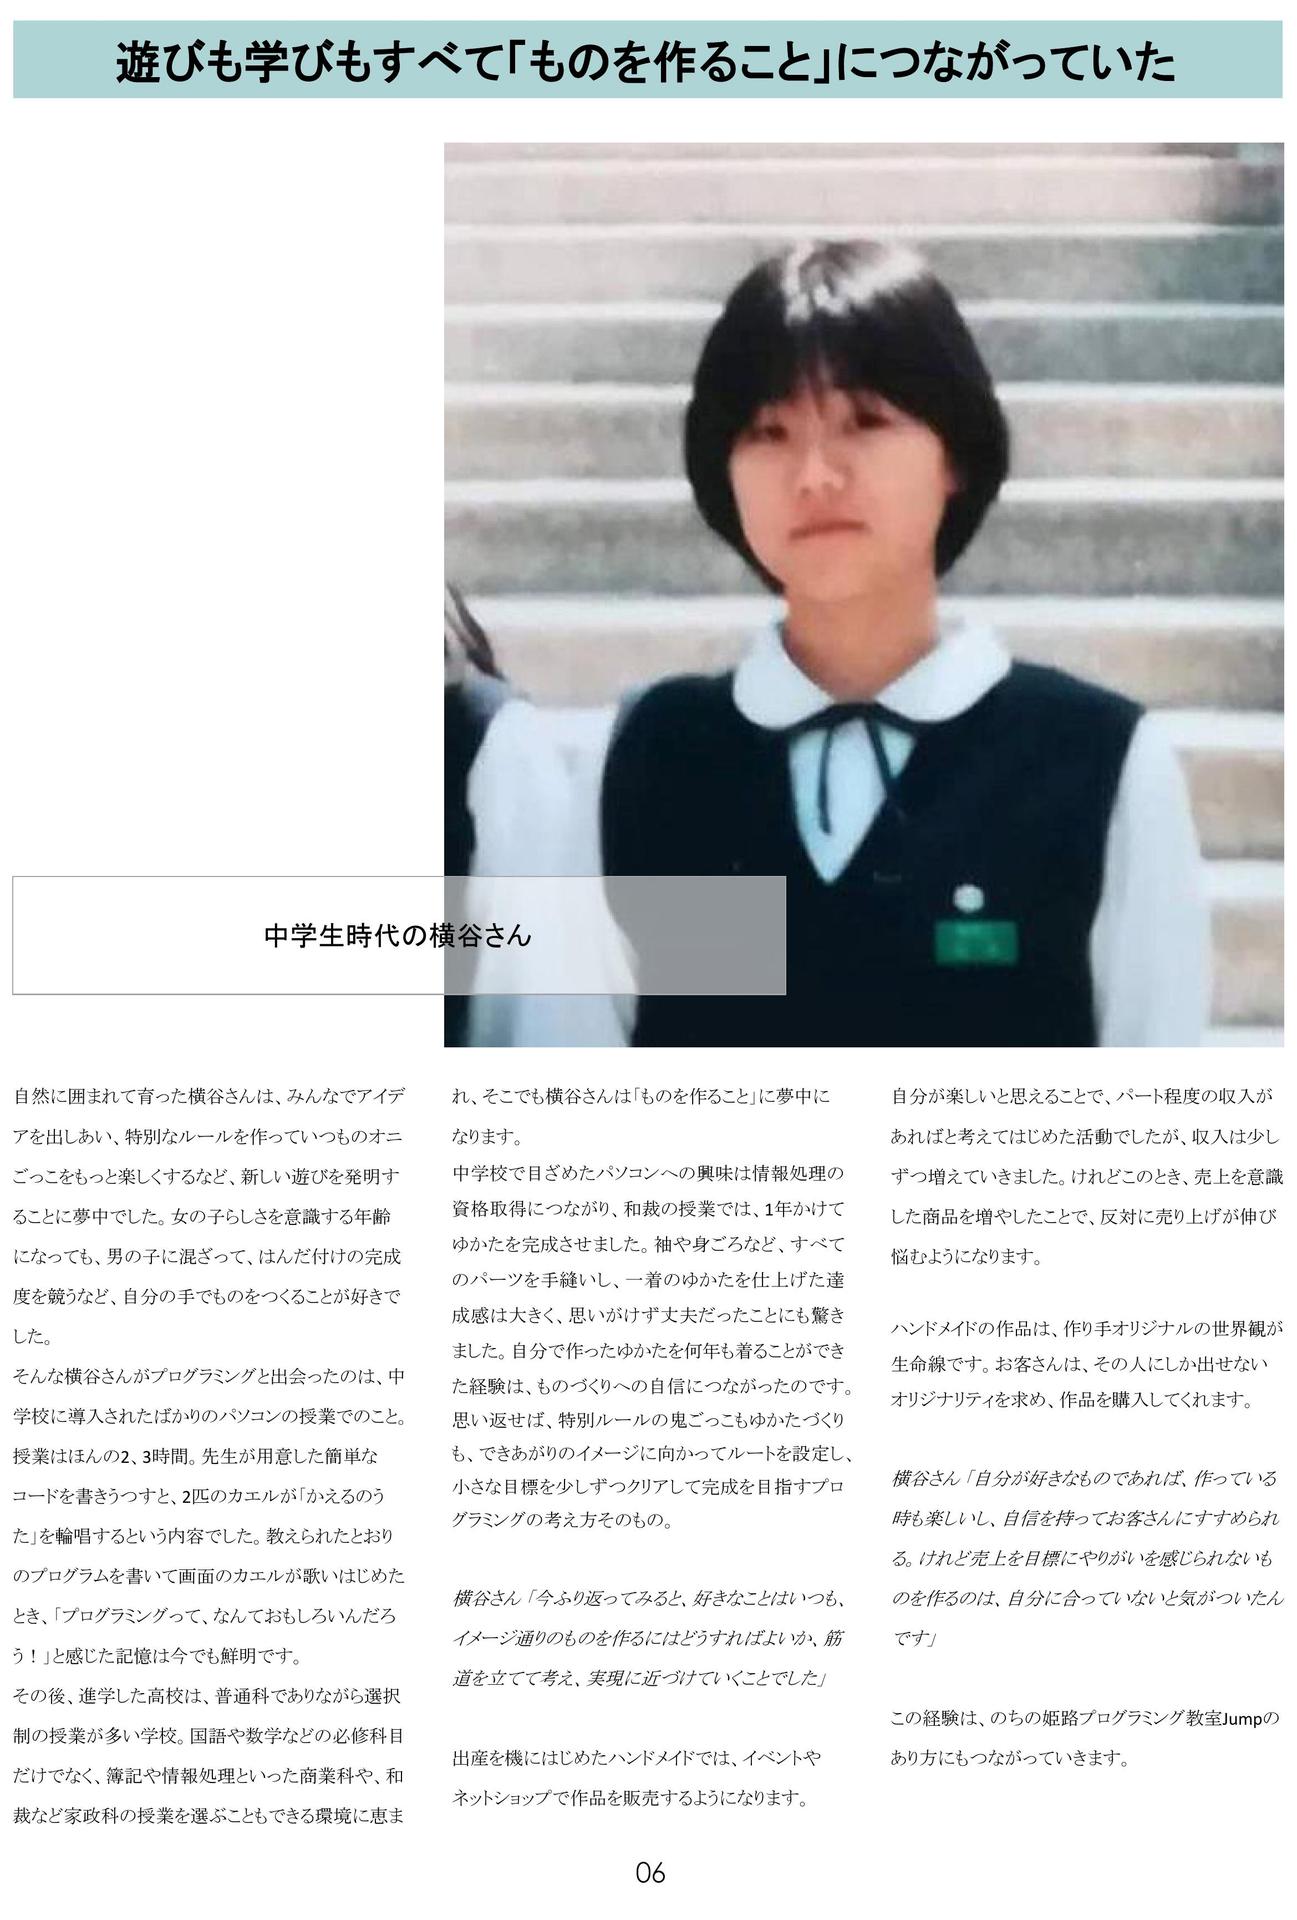 遊びも学びもすべて「ものを作ること」につながっていた
中学生時代の横谷さん
自然に囲まれて育った横谷さんは、みんなでアイデ
アを出しあい、特別なルールを作っていつものオニ
ごっこをもっと楽しくするなど、新しい遊びを発明す
ることに夢中でした。女の子らしさを意識する年齢
になっても、男の子に混ざって、はんだ付けの完成
度を競うなど、自分の手でものをつくることが好きで
した。
そんな横谷さんがプログラミングと出会ったのは、中
学校に導入されたばかりのパソコンの授業でのこと。
授業はほんの2、3時間。先生が用意した簡単な
コードを書きうつすと、2匹のカエルが「かえるのう
た」を輪唱するという内容でした。教えられたとおり
のプログラムを書いて画面のカエルが歌いはじめた
とき、「プログラミングって、なんておもしろいんだろ
う！」と感じた記憶は今でも鮮明です。
その後、進学した高校は、普通科でありながら選択
制の授業が多い学校。国語や数学などの必修科目
だけでなく、簿記や情報処理といった商業科や、和
裁など家政科の授業を選ぶこともできる環境に恵ま
れ、そこでも横谷さんは「ものを作ること」に夢中に
なります。
中学校で目ざめたパソコンへの興味は情報処理の
資格取得につながり、和裁の授業では、1年かけて
ゆかたを完成させました。袖や身ごろなど、すべて
のパーツを手縫いし、一着のゆかたを仕上げた達
成感は大きく、思いがけず丈夫だったことにも驚き
ました。自分で作ったゆかたを何年も着ることができ
た経験は、ものづくりへの自信につながったのです。
思い返せば、特別ルールの鬼ごっこもゆかたづくり
も、できあがりのイメージに向かってルートを設定し、
小さな目標を少しずつクリアして完成を目指すプロ
グラミングの考え方そのもの。
横谷さん「今ふり返ってみると、好きなことはいつも、
イメージ通りのものを作るにはどうすればよいか、筋
道を立てて考え、実現に近づけていくことでした」
出産を機にはじめたハンドメイドでは、イベントや
ネットショップで作品を販売するようになります。
自分が楽しいと思えることで、パート程度の収入が
あればと考えてはじめた活動でしたが、収入は少し
ずつ増えていきました。けれどこのとき、売上を意識
した商品を増やしたことで、反対に売り上げが伸び
悩むようになります。
ハンドメイドの作品は、作り手オリジナルの世界観が
生命線です。お客さんは、その人にしか出せない
オリジナリティを求め、作品を購入してくれます。
横谷さん「自分が好きなものであれば、作っている
時も楽しいし、自信を持ってお客さんにすすめられ
る。けれど売上を目標にやりがいを感じられないも
のを作るのは、自分に合っていないと気がついたん
です」
この経験は、のちの姫路プログラミング教室Jumpの
あり方にもつながっていきます。
06